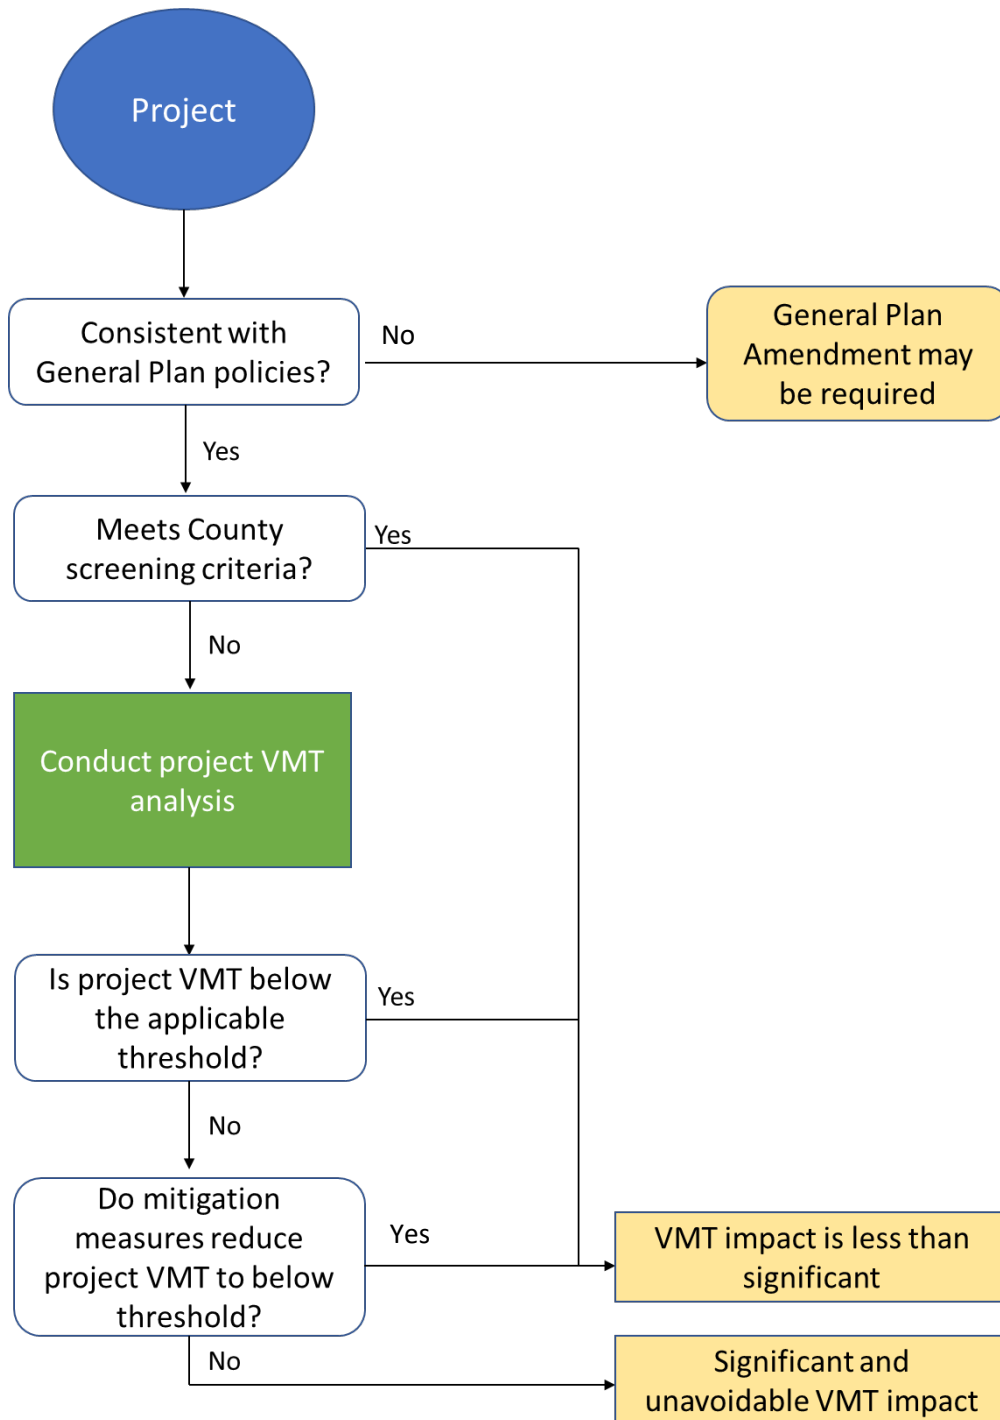 Project
Consistent with
General Plan policies?
No
General Plan
Amendment may
be required
Yes
Meets County
screening criteria?
Yes
No
Conduct project VMT
analysis
Is project VMT below
the applicable
threshold?
Yes
No
Do mitigation
measures reduce
project VMT to below
threshold?
Yes
VMT impact is less than
significant
No
Significant and
unavoidable VMT impact